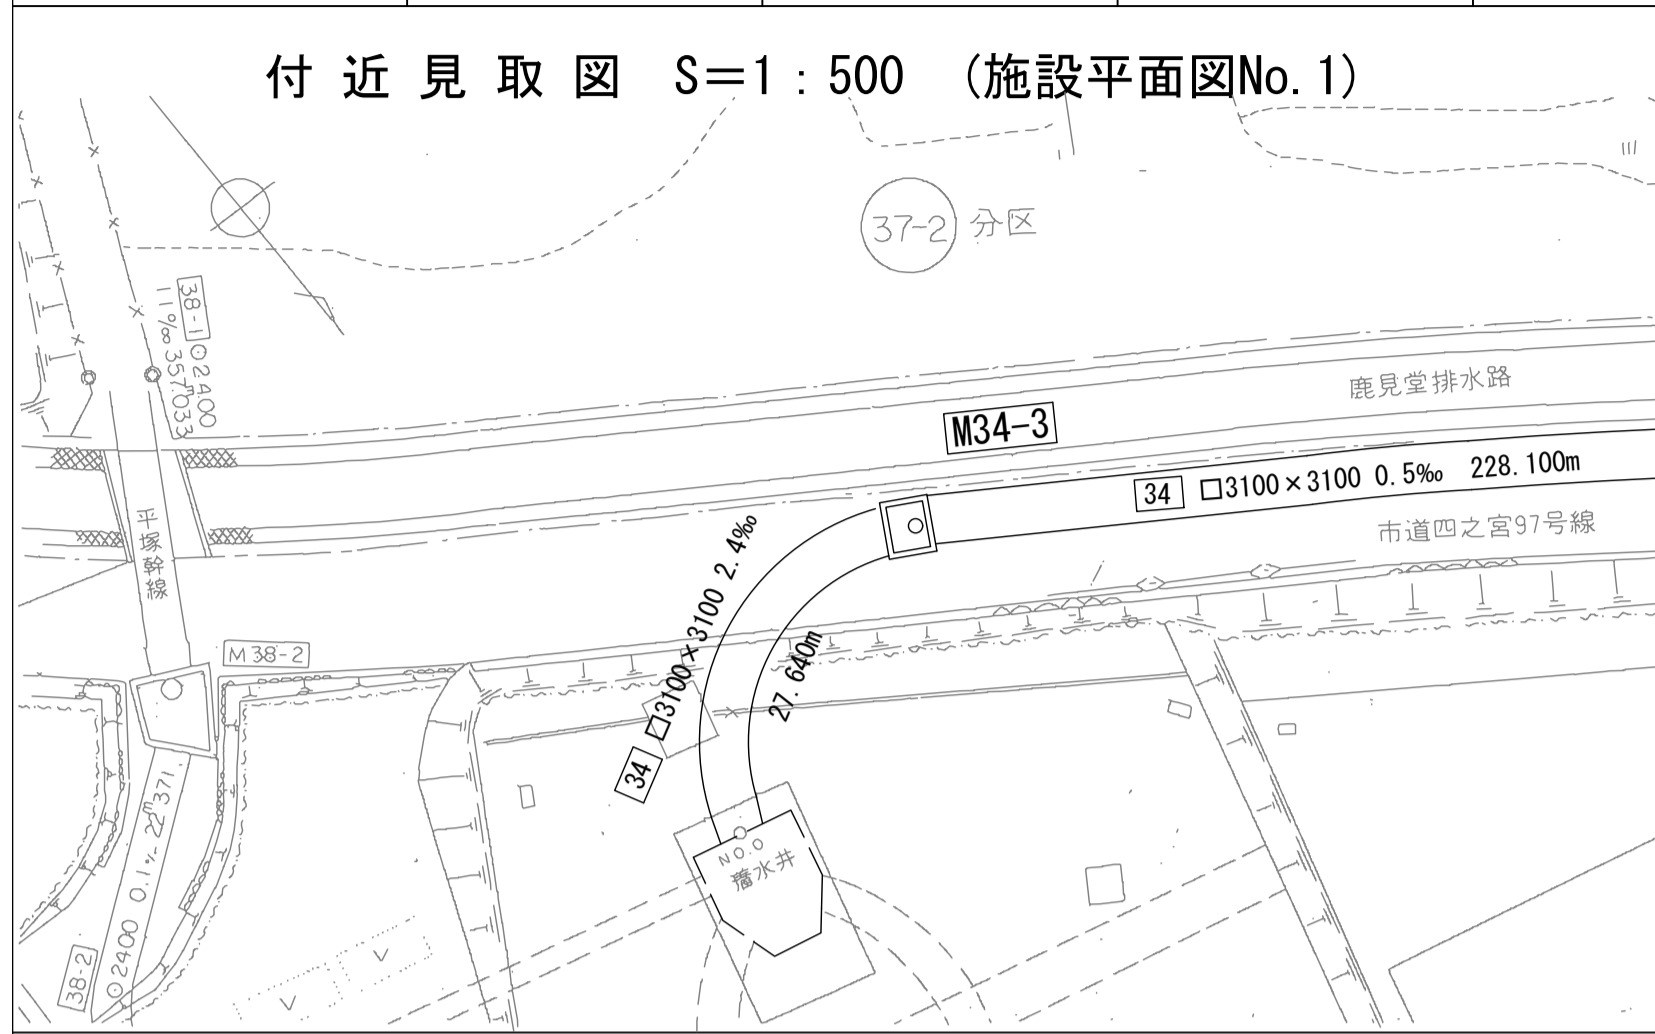 付近見取図 S=1:500 (施設平面図No.1)
37-2 分区
38-1 ⊙2400
11‰ 357.033m
鹿見堂排水路
M34-3
34 □3100×3100 0.5‰ 228.100m
市道四之宮97号線
平塚幹線
34 □3100×3100 2.4‰
27.640m
M38-2
NO.0
着水井
38-2 ⊙2400 0.1‰ 22.371m